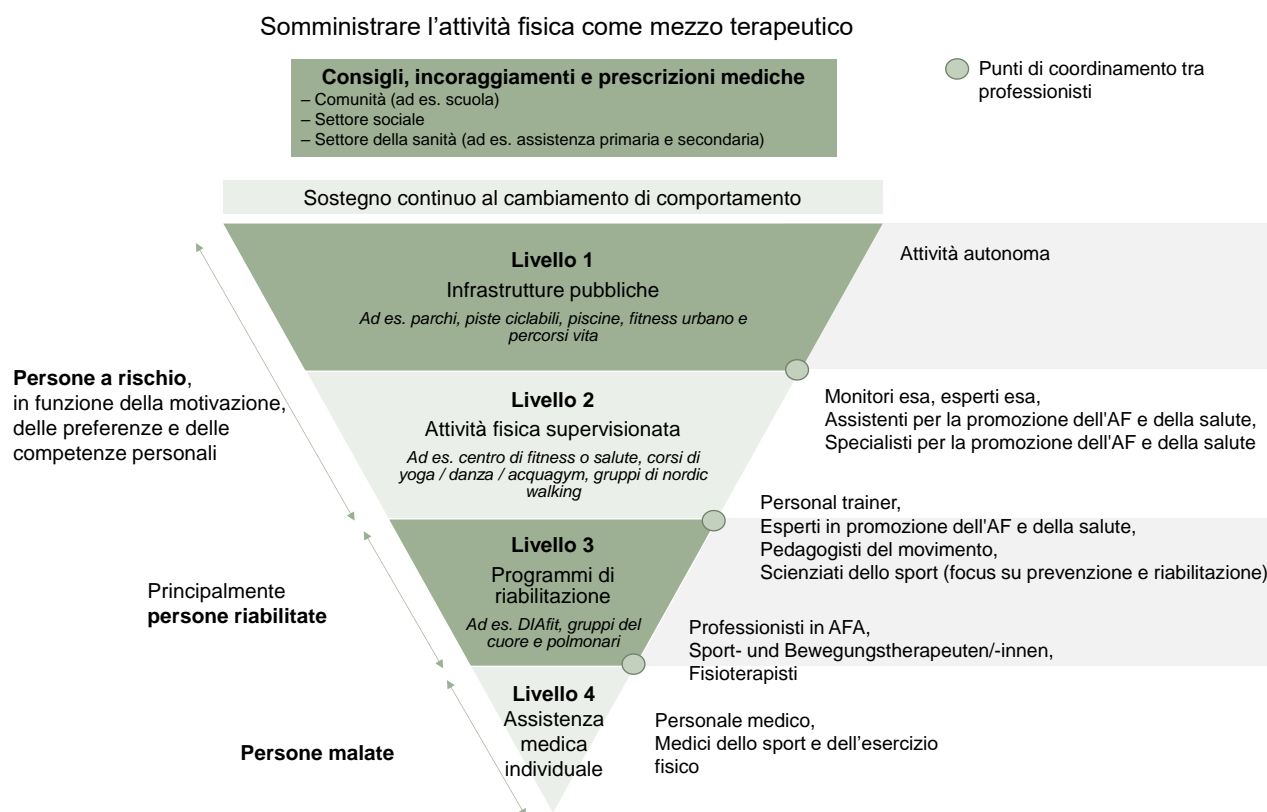 Somministrare l'attività fisica come mezzo terapeutico
Consigli, incoraggiamenti e prescrizioni mediche
– Comunità (ad es. scuola)
– Settore sociale
– Settore della sanità (ad es. assistenza primaria e secondaria)
Punti di coordinamento tra
professionisti
Sostegno continuo al cambiamento di comportamento
Livello 1
Infrastrutture pubbliche
Ad es. parchi, piste ciclabili, piscine, fitness urbano e
percorsi vita
Attività autonoma
Persone a rischio,
in funzione della motivazione,
delle preferenze e delle
competenze personali
Livello 2
Attività fisica supervisionata
Ad es. centro di fitness o salute, corsi di
yoga / danza / acquagym, gruppi di nordic
walking
Monitori esa, esperti esa,
Assistenti per la promozione dell'AF e della salute,
Specialisti per la promozione dell'AF e della salute
Personal trainer,
Esperti in promozione dell'AF e della salute,
Pedagogisti del movimento,
Scienziati dello sport (focus su prevenzione e riabilitazione)
Principalmente
persone riabilitate
Livello 3
Programmi di
riabilitazione
Ad es. DIAfit, gruppi del
cuore e polmonari
Professionisti in AFA,
Sport- und Bewegungstherapeuten/-innen,
Fisioterapisti
Persone malate
Livello 4
Assistenza
medica
individuale
Personale medico,
Medici dello sport e dell'esercizio
fisico